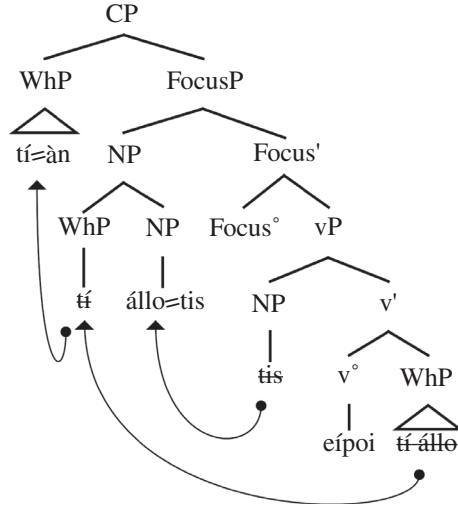 CP
WhP FocusP
tí=àn NP Focus'
WhP NP Focus° vP
tí állo=tis NP v'
tis v° WhP
eípoi tí állo